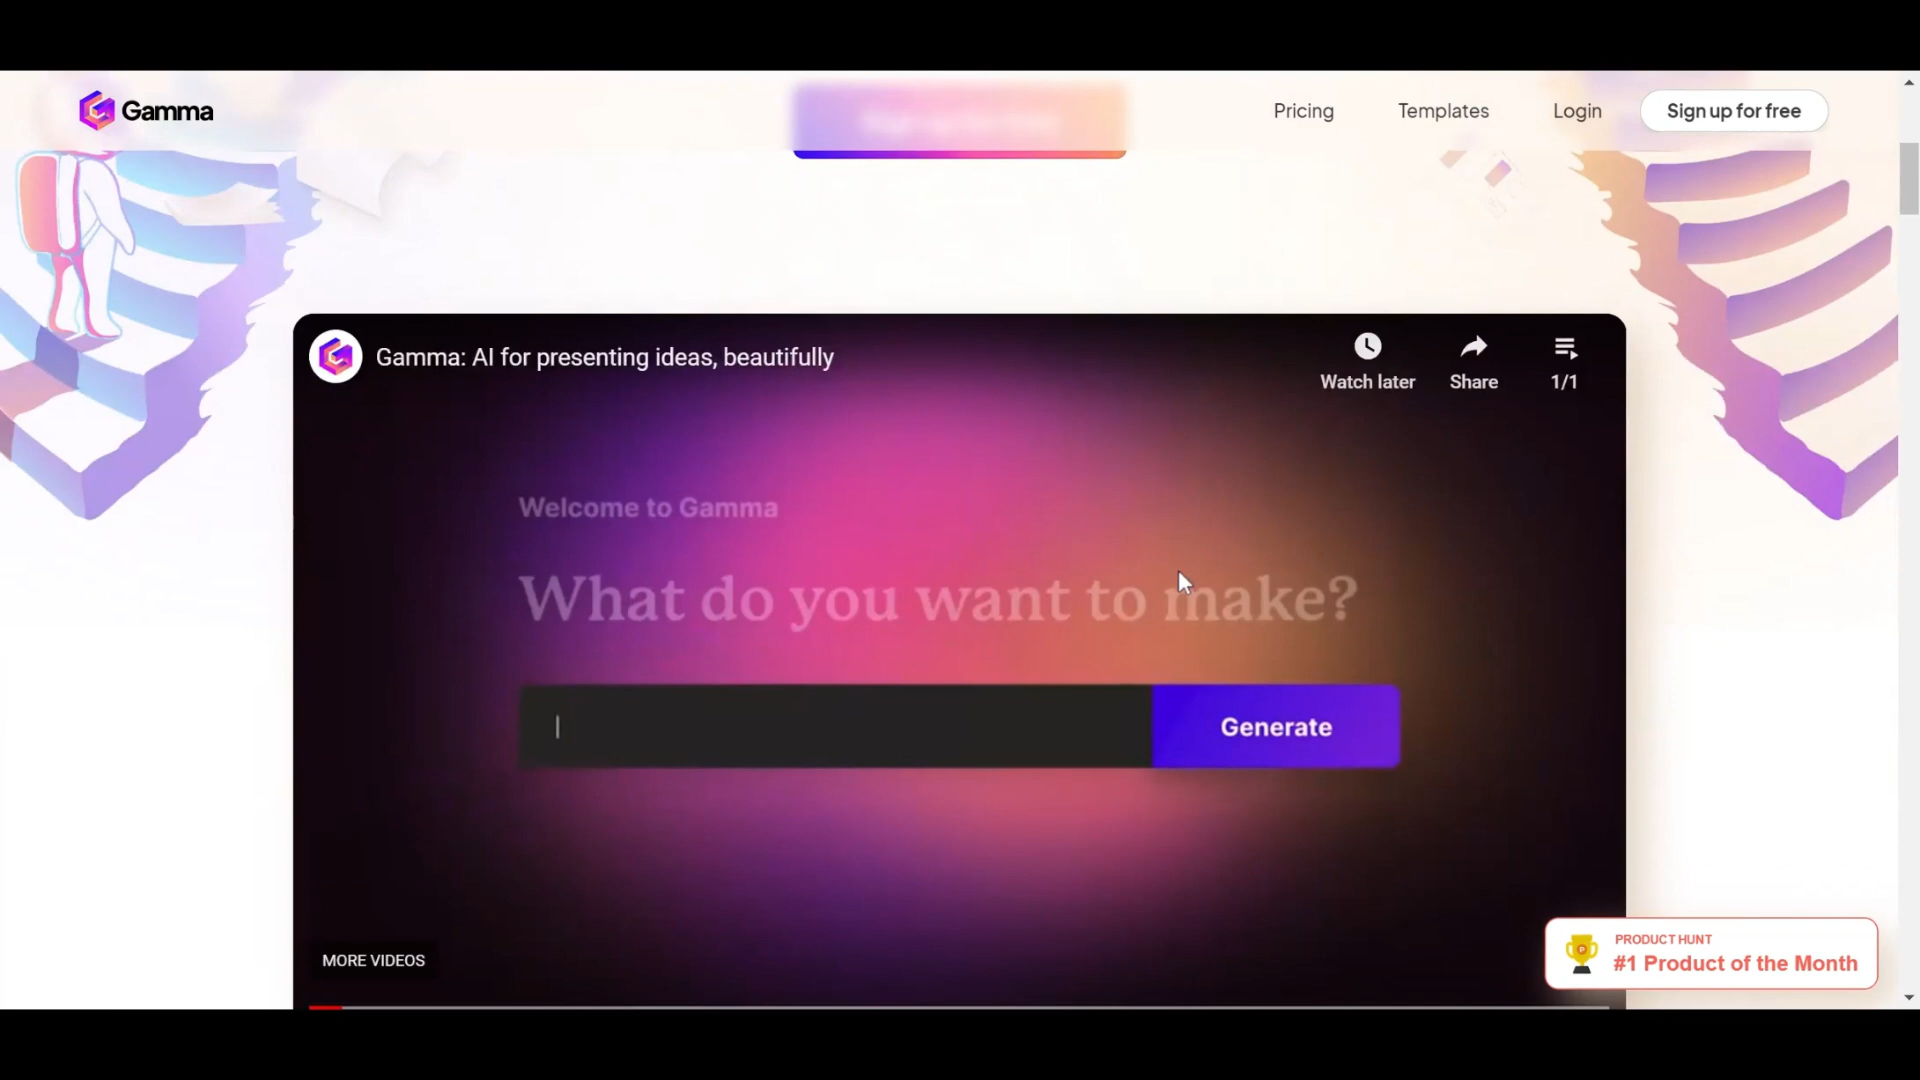 Gamma
Pricing
Templates
Login
Sign up for free
Gamma: AI for presenting ideas, beautifully
Watch later
Share
1/1
Welcome to Gamma
What do you want to make?
Generate
MORE VIDEOS
PRODUCT HUNT
#1 Product of the Month